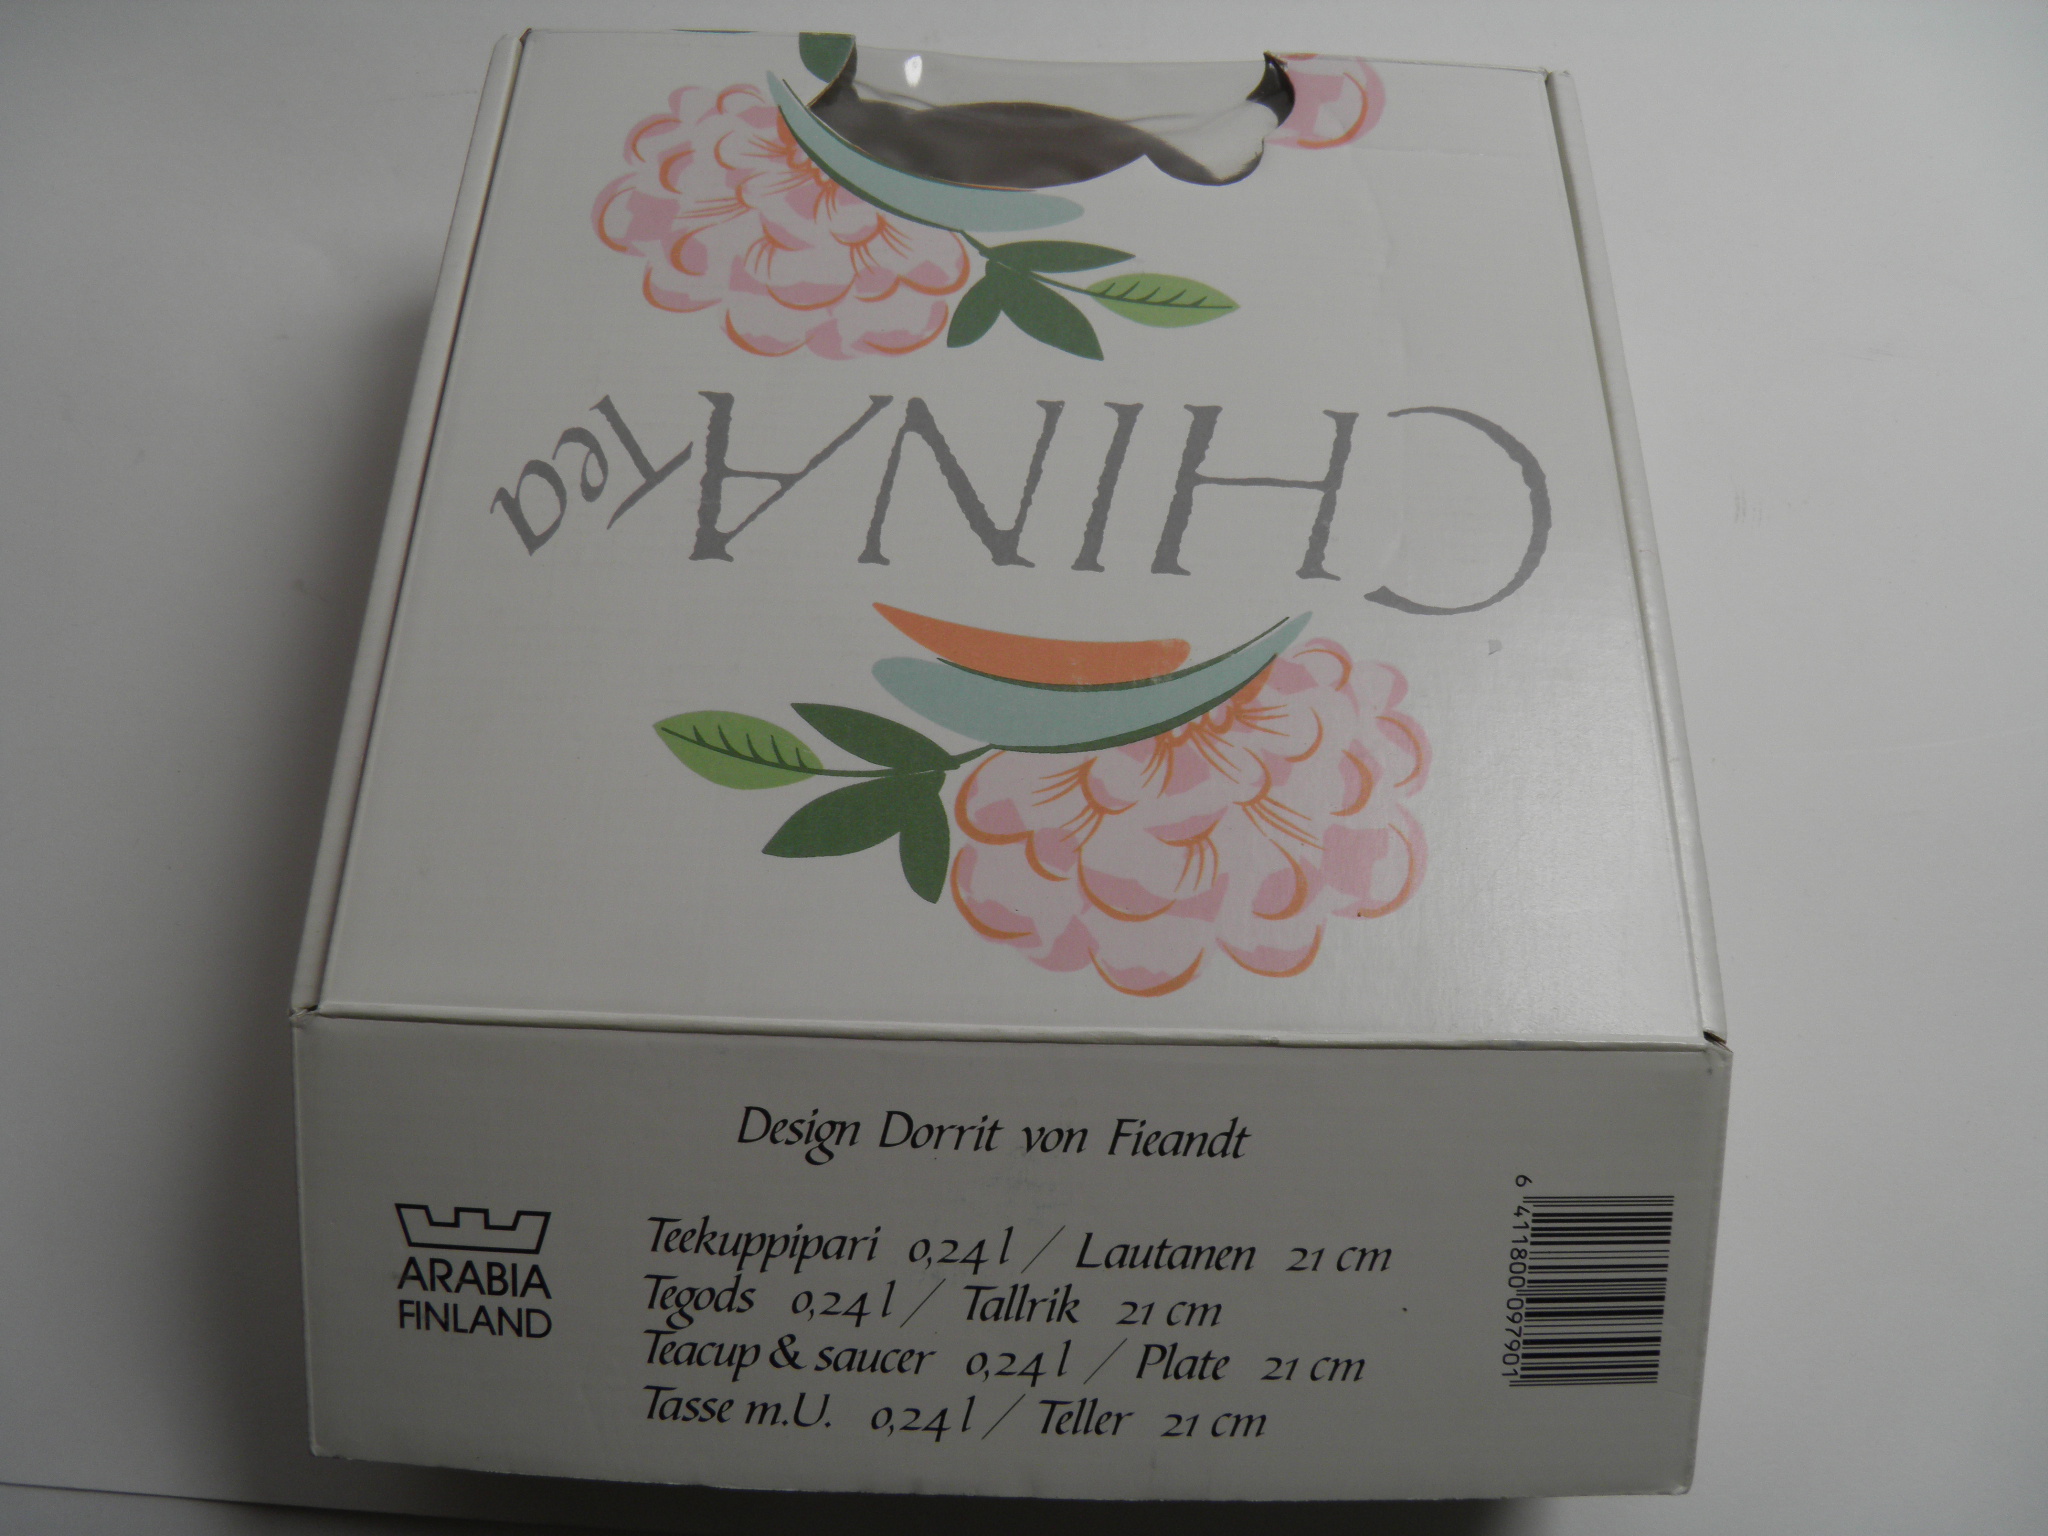 CHINA Tea
Design Dorrit von Fieandt
ARABIA
FINLAND
Teekuppipari 0,24 l / Lautanen 21 cm
Tegods 0,24 l / Tallrik 21 cm
Teacup & saucer 0,24 l / Plate 21 cm
Tasse m.U. 0,24 l / Teller 21 cm
6 411800 097901